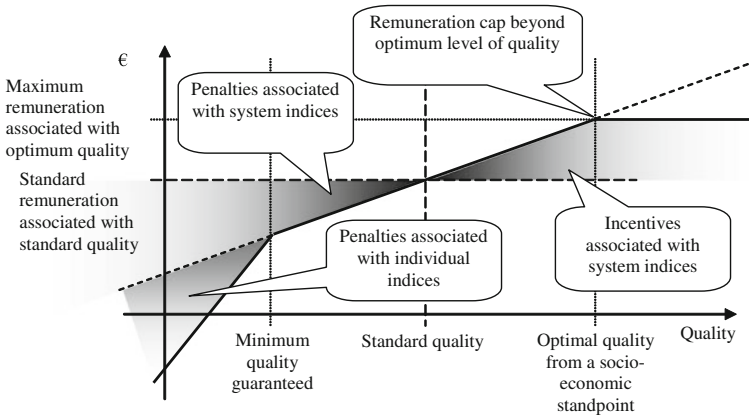 €
Maximum
remuneration
associated with
optimum quality
Standard
remuneration
associated with
standard quality
Penalties associated
with system indices
Remuneration cap beyond
optimum level of quality
Penalties associated
with individual
indices
Incentives
associated with
system indices
Minimum
quality
guaranteed
Standard quality
Optimal quality
from a socio-
economic
standpoint
Quality